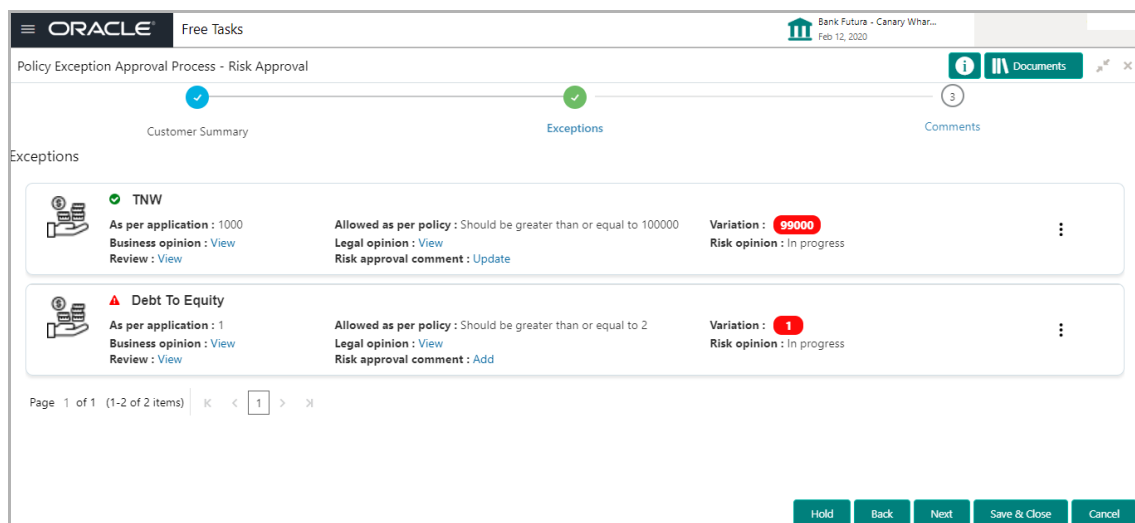 ORACLE Free Tasks Bank Futura - Canary Whar...
Feb 12, 2020
Policy Exception Approval Process - Risk Approval i Documents
3
Customer Summary Exceptions Comments
Exceptions
TNW
As per application : 1000 Allowed as per policy : Should be greater than or equal to 100000 Variation : 99000
Business opinion : View Legal opinion : View Risk opinion : In progress
Review : View Risk approval comment : Update
Debt To Equity
As per application : 1 Allowed as per policy : Should be greater than or equal to 2 Variation : 1
Business opinion : View Legal opinion : View Risk opinion : In progress
Review : View Risk approval comment : Add
Page 1 of 1 (1-2 of 2 items) 1
Hold Back Next Save & Close Cancel